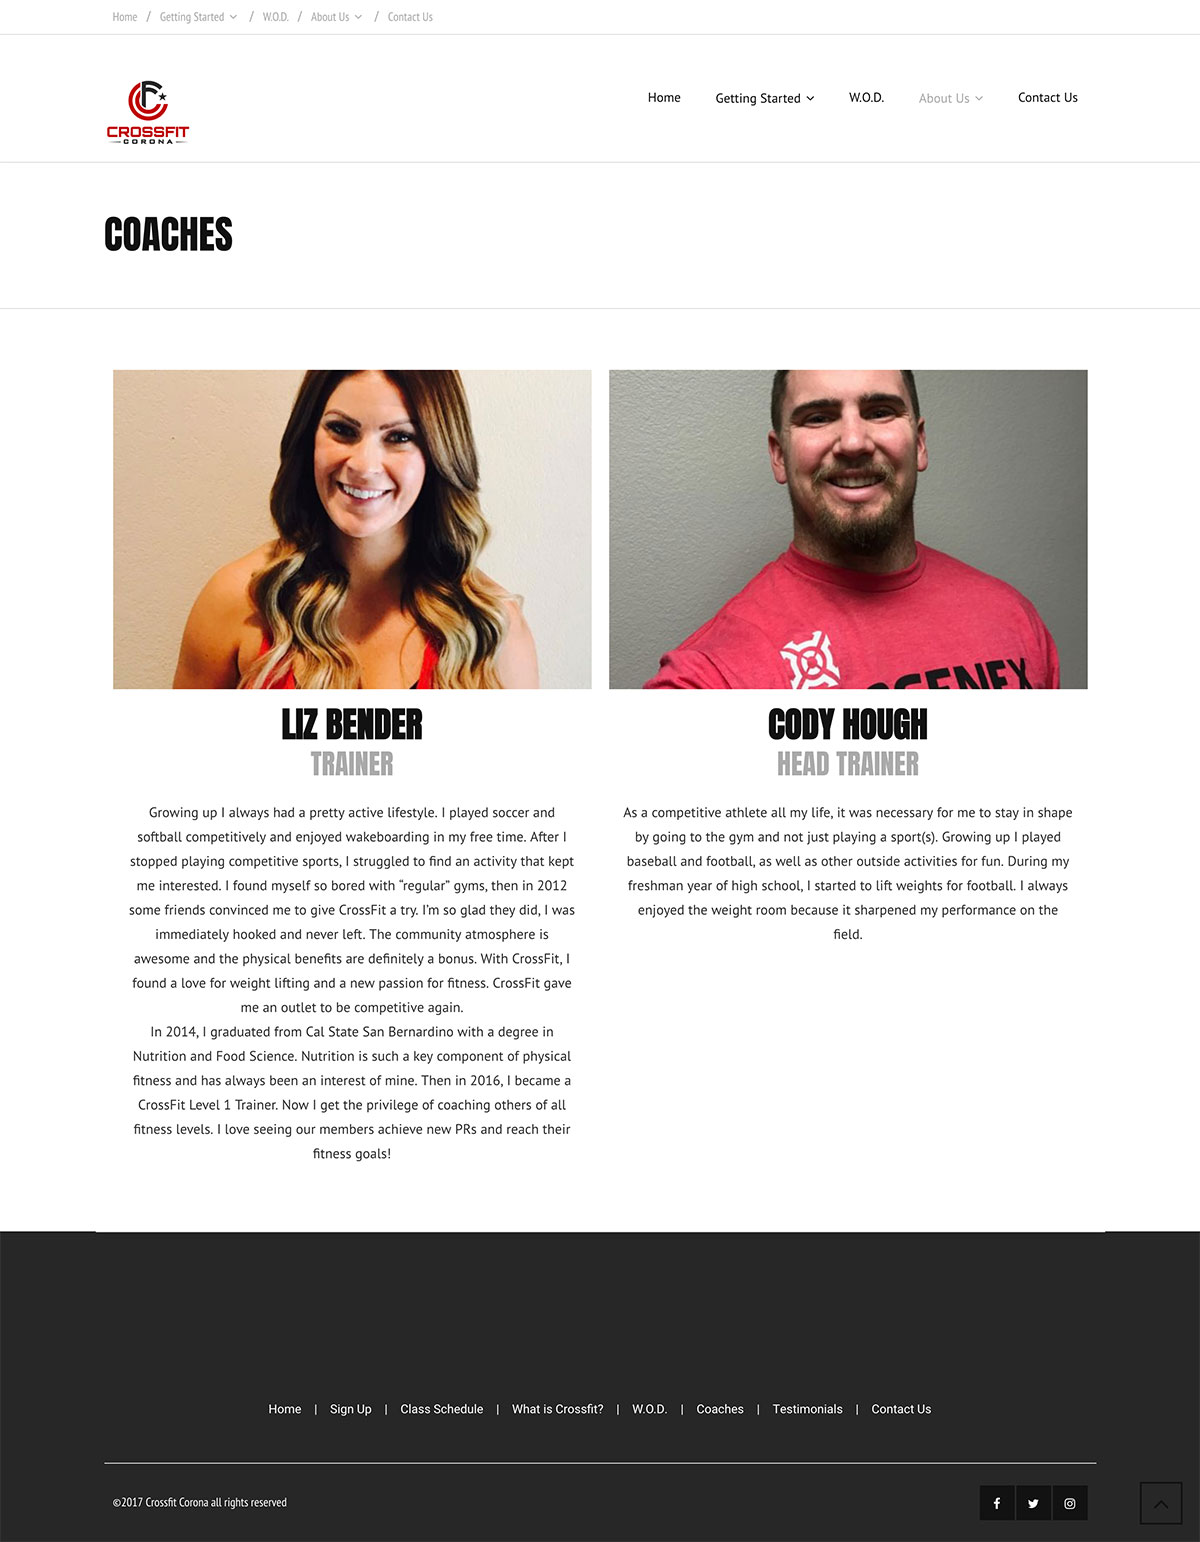 Home / Getting Started / W.O.D. / About Us / Contact Us
CROSSFIT
CORONA
Home Getting Started W.O.D. About Us Contact Us
COACHES
LIZ BENDER
TRAINER
Growing up I always had a pretty active lifestyle. I played soccer and
softball competitively and enjoyed wakeboarding in my free time. After I
stopped playing competitive sports, I struggled to find an activity that kept
me interested. I found myself so bored with “regular” gyms, then in 2012
some friends convinced me to give CrossFit a try. I’m so glad they did, I was
immediately hooked and never left. The community atmosphere is
awesome and the physical benefits are definitely a bonus. With CrossFit, I
found a love for weight lifting and a new passion for fitness. CrossFit gave
me an outlet to be competitive again.
In 2014, I graduated from Cal State San Bernardino with a degree in
Nutrition and Food Science. Nutrition is such a key component of physical
fitness and has always been an interest of mine. Then in 2016, I became a
CrossFit Level 1 Trainer. Now I get the privilege of coaching others of all
fitness levels. I love seeing our members achieve new PRs and reach their
fitness goals!
CODY HOUGH
HEAD TRAINER
As a competitive athlete all my life, it was necessary for me to stay in shape
by going to the gym and not just playing a sport(s). Growing up I played
baseball and football, as well as other outside activities for fun. During my
freshman year of high school, I started to lift weights for football. I always
enjoyed the weight room because it sharpened my performance on the
field.
Home | Sign Up | Class Schedule | What is Crossfit? | W.O.D. | Coaches | Testimonials | Contact Us
©2017 Crossfit Corona all rights reserved